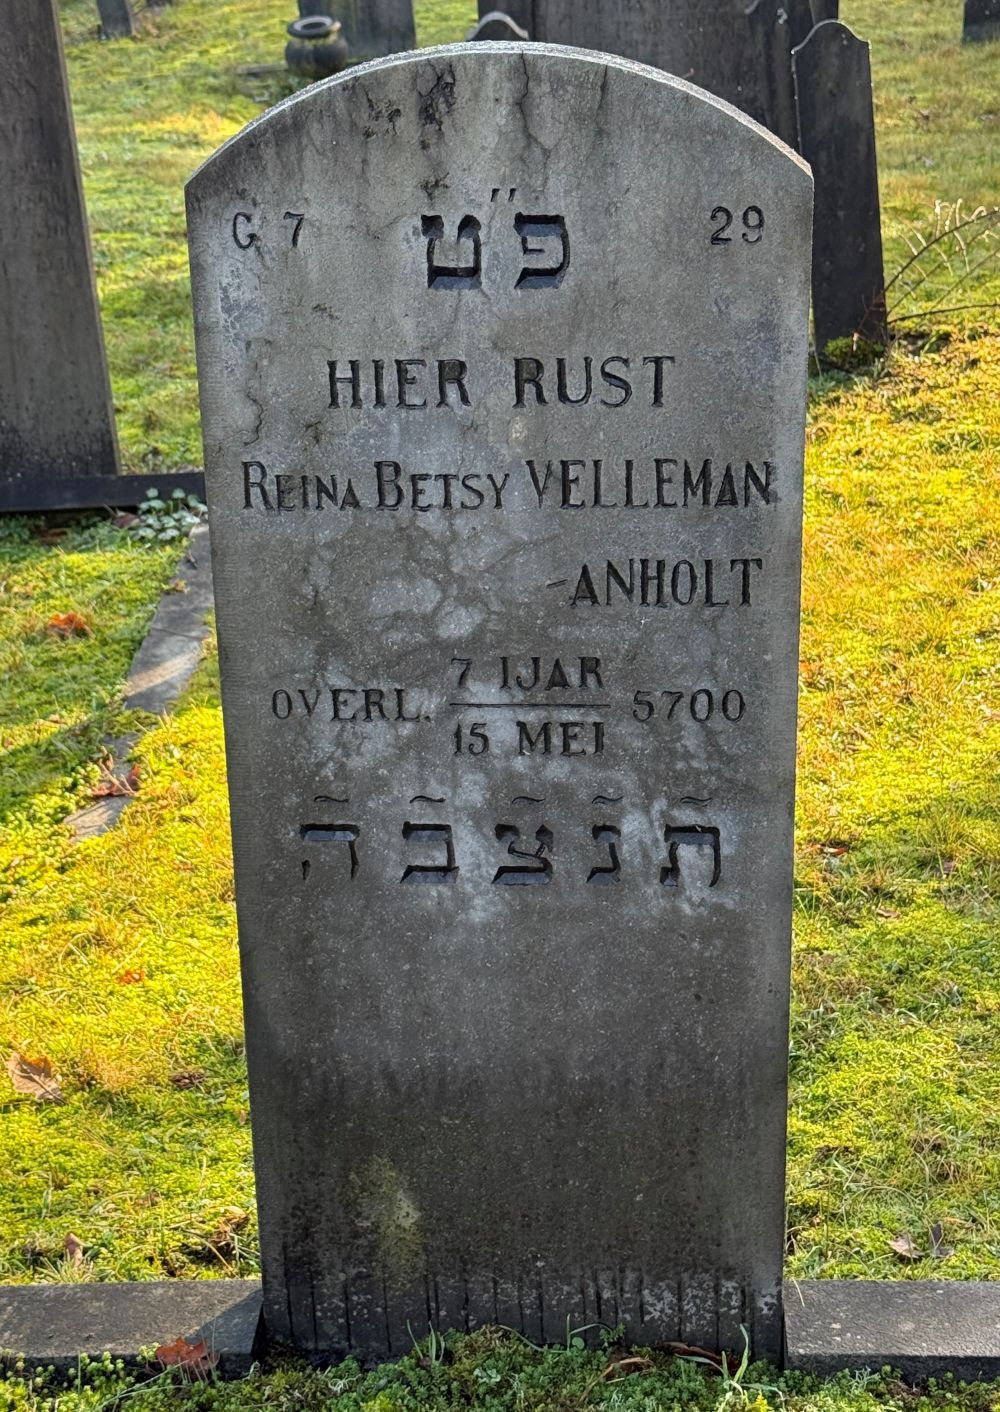 G 7 פ״ט 29
HIER RUST
REINA BETSY VELLEMAN
-ANHOLT
OVERL. 7 IJAR 5700
15 MEI
ת̃ נ̃ צ̃ ב̃ ה̃